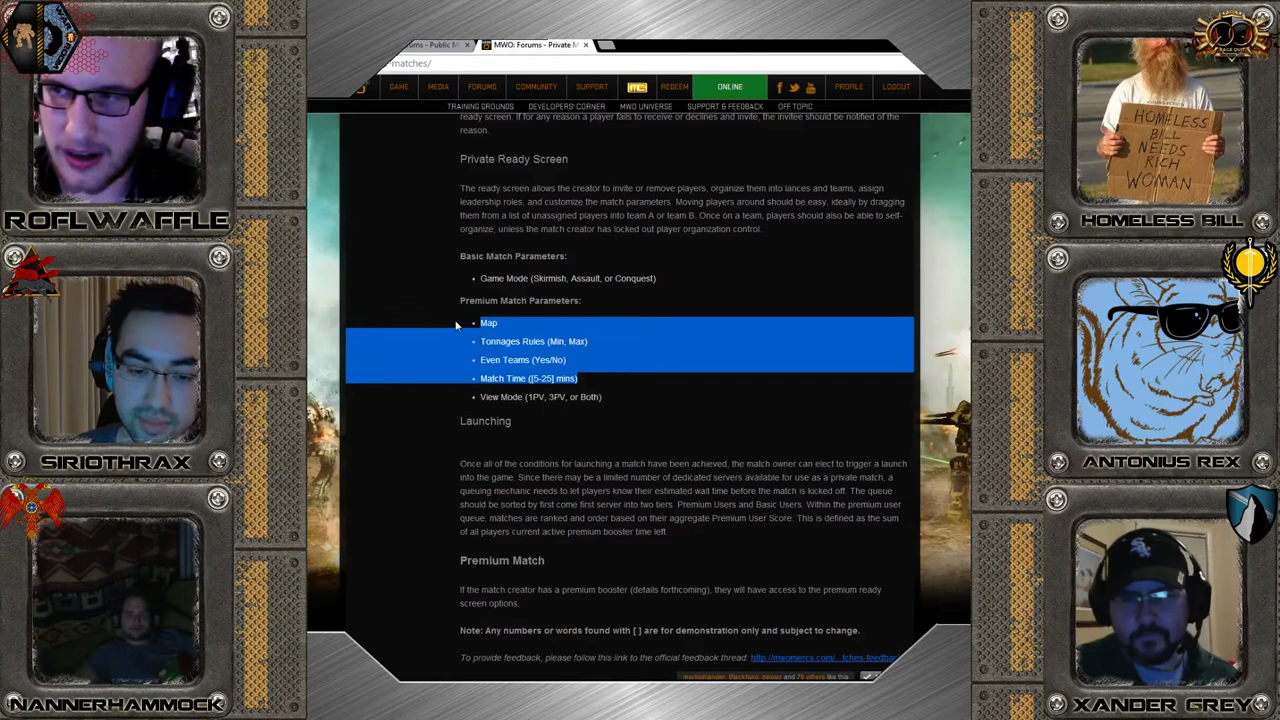 Forums - Public M
MWO: Forums - Private M
-matches/
GAME MEDIA FORUMS COMMUNITY SUPPORT MC REDEEM ONLINE PROFILE LOGOUT
TRAINING GROUNDS DEVELOPERS' CORNER MWO UNIVERSE SUPPORT & FEEDBACK OFF TOPIC
ready screen. If for any reason a player fails to receive or declines and invite, the invitee should be notified of the
reason.
Private Ready Screen
The ready screen allows the creator to invite or remove players, organize them into lances and teams, assign
leadership roles, and customize the match parameters. Moving players around should be easy, ideally by dragging
them from a list of unassigned players into team A or team B. Once on a team, players should also be able to self-
organize, unless the match creator has locked out player organization control.
Basic Match Parameters:
• Game Mode (Skirmish, Assault, or Conquest)
Premium Match Parameters:
• Map
• Tonnages Rules (Min, Max)
• Even Teams (Yes/No)
• Match Time ([5-25] mins)
• View Mode (1PV, 3PV, or Both)
Launching
Once all of the conditions for launching a match have been achieved, the match owner can elect to trigger a launch
into the game. Since there may be a limited number of dedicated servers available for use as a private match, a
queuing mechanic needs to let players know their estimated wait time before the match is kicked off. The queue
should be sorted by first come first server into two tiers. Premium Users and Basic Users. Within the premium user
queue, matches are ranked and order based on their aggregate Premium User Score. This is defined as the sum
of all players current active premium booster time left.
Premium Match
If the match creator has a premium booster (details forthcoming), they will have access to the premium ready
screen options.
Note: Any numbers or words found with [ ] are for demonstration only and subject to change.
To provide feedback, please follow this link to the official feedback thread: http://mwomercs.com/...lches-feedbac
and 76 others like this
ROFLWAFFLE
SIRIOTHRAX
NANNERHAMMOCK
HOMELESS
BILL
NEEDS
RICH
WOMAN
HOMELESS BILL
ANTONIUS REX
XANDER GREY
RAGE QUIT